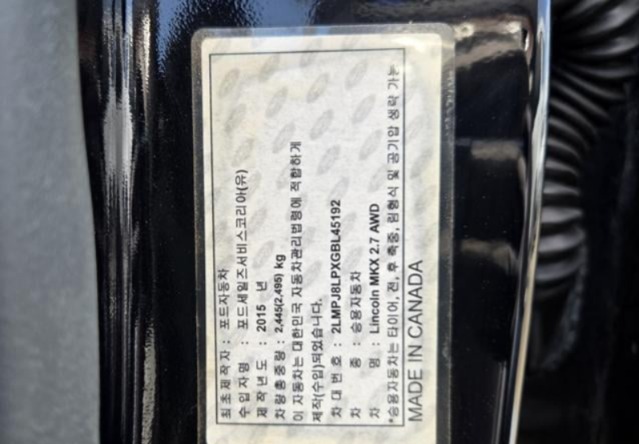 최초제작자 : 포드자동차
수입자명 : 포드세일즈서비스코리아(유)
제작년도 : 2015 년
차량총중량 : 2,445(2,495) kg
이 자동차는 대한민국 자동차관리법령에 적합하게
제작(수입)되었습니다.
차대번호 : 2LMPJ8LPXGBL45192
차 종 : 승용자동차
차 명 : Lincoln MKX 2.7 AWD
*승용자동차는 타이어, 전, 후 축중, 림형식 및 공기압 생략 가능
MADE IN CANADA